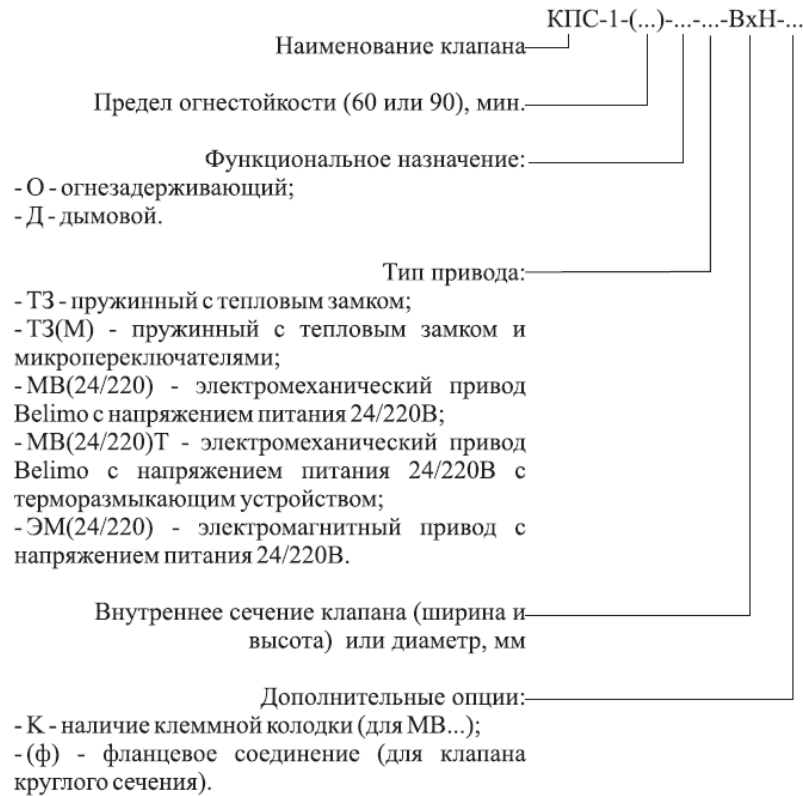 КПС-1-(...)-...-...-ВхН-...
Наименование клапана
Предел огнестойкости (60 или 90), мин.
Функциональное назначение:
- О - огнезадерживающий;
- Д - дымовой.
Тип привода:
- ТЗ - пружинный с тепловым замком;
- ТЗ(М) - пружинный с тепловым замком и
микропереключателями;
- МВ(24/220) - электромеханический привод
Belimo с напряжением питания 24/220В;
- МВ(24/220)Т - электромеханический привод
Belimo с напряжением питания 24/220В с
терморазмыкающим устройством;
- ЭМ(24/220) - электромагнитный привод с
напряжением питания 24/220В.
Внутреннее сечение клапана (ширина и
высота) или диаметр, мм
Дополнительные опции:
- К - наличие клеммной колодки (для МВ...);
- (ф) - фланцевое соединение (для клапана
круглого сечения).